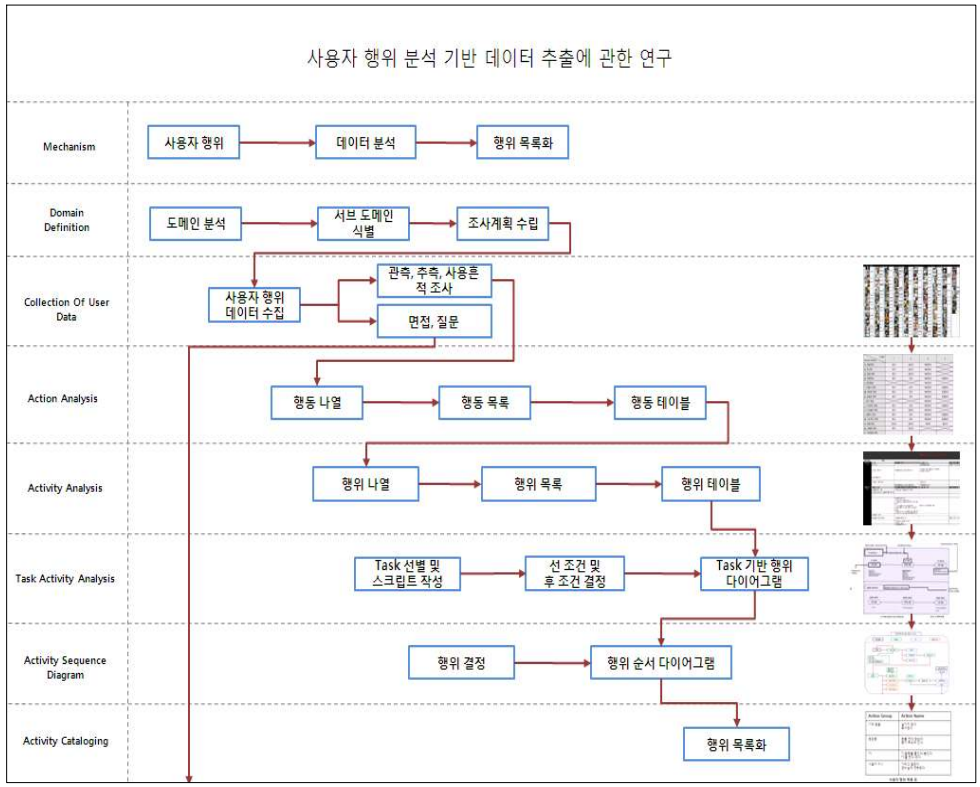 사용자 행위 분석 기반 데이터 추출에 관한 연구
Mechanism
사용자 행위
데이터 분석
행위 목록화
Domain
Definition
도메인 분석
서브 도메인
식별
조사계획 수립
Collection Of User
Data
사용자 행위
데이터 수집
관측, 추측, 사용흔
적 조사
면접, 질문
Action Analysis
행동 나열
행동 목록
행동 테이블
Activity Analysis
행위 나열
행위 목록
행위 테이블
Task Activity Analysis
Task 선별 및
스크립트 작성
선 조건 및
후 조건 결정
Task 기반 행위
다이어그램
Activity Sequence
Diagram
행위 결정
행위 순서 다이어그램
Activity Cataloging
행위 목록화
Action Group
Action Name